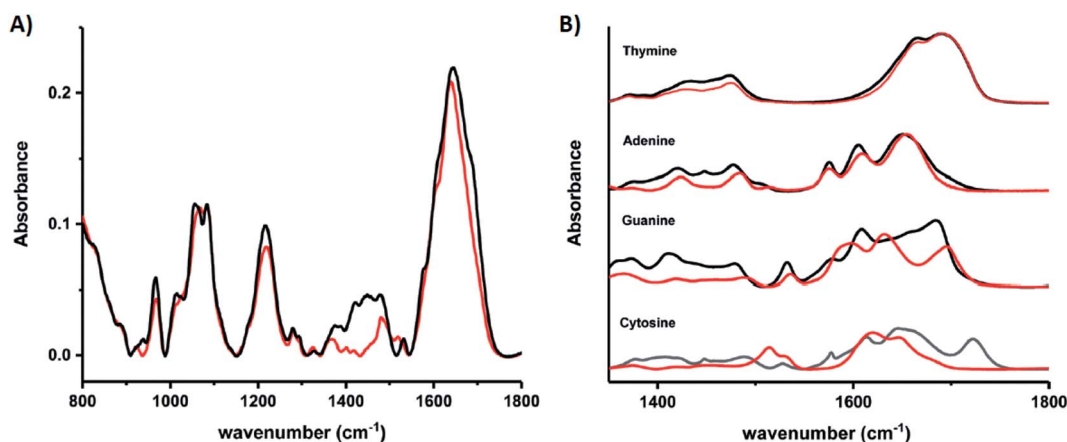 A)
Absorbance
0.2
0.1
0.0
800 1000 1200 1400 1600 1800
wavenumber (cm⁻¹)
B)
Absorbance
Thymine
Adenine
Guanine
Cytosine
1400 1600 1800
wavenumber (cm⁻¹)